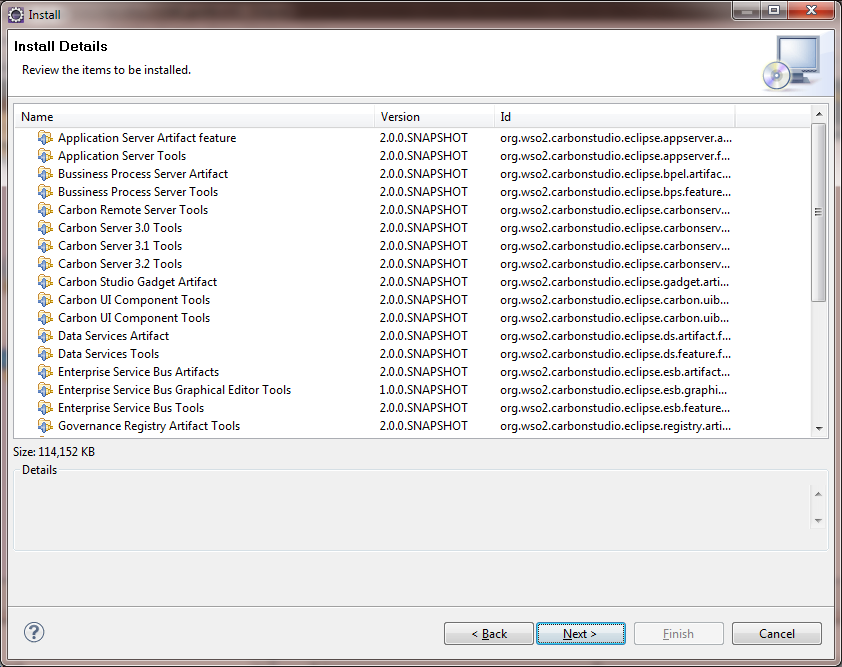 Install
Install Details
Review the items to be installed.
Name Version Id
Application Server Artifact feature 2.0.0.SNAPSHOT org.wso2.carbonstudio.eclipse.appserver.a...
Application Server Tools 2.0.0.SNAPSHOT org.wso2.carbonstudio.eclipse.appserver.f...
Bussiness Process Server Artifact 2.0.0.SNAPSHOT org.wso2.carbonstudio.eclipse.bpel.artifac...
Bussiness Process Server Tools 2.0.0.SNAPSHOT org.wso2.carbonstudio.eclipse.bps.feature...
Carbon Remote Server Tools 2.0.0.SNAPSHOT org.wso2.carbonstudio.eclipse.carbonserv...
Carbon Server 3.0 Tools 2.0.0.SNAPSHOT org.wso2.carbonstudio.eclipse.carbonserv...
Carbon Server 3.1 Tools 2.0.0.SNAPSHOT org.wso2.carbonstudio.eclipse.carbonserv...
Carbon Server 3.2 Tools 2.0.0.SNAPSHOT org.wso2.carbonstudio.eclipse.carbonserv...
Carbon Studio Gadget Artifact 2.0.0.SNAPSHOT org.wso2.carbonstudio.eclipse.gadget.arti...
Carbon UI Component Tools 2.0.0.SNAPSHOT org.wso2.carbonstudio.eclipse.carbon.uib...
Carbon UI Component Tools 2.0.0.SNAPSHOT org.wso2.carbonstudio.eclipse.carbon.uib...
Data Services Artifact 2.0.0.SNAPSHOT org.wso2.carbonstudio.eclipse.ds.artifact.f...
Data Services Tools 2.0.0.SNAPSHOT org.wso2.carbonstudio.eclipse.ds.feature.f...
Enterprise Service Bus Artifacts 2.0.0.SNAPSHOT org.wso2.carbonstudio.eclipse.esb.artifact...
Enterprise Service Bus Graphical Editor Tools 1.0.0.SNAPSHOT org.wso2.carbonstudio.eclipse.esb.graphi...
Enterprise Service Bus Tools 2.0.0.SNAPSHOT org.wso2.carbonstudio.eclipse.esb.feature...
Governance Registry Artifact Tools 2.0.0.SNAPSHOT org.wso2.carbonstudio.eclipse.registry.arti...
Size: 114,152 KB
Details
? < Back Next > Finish Cancel